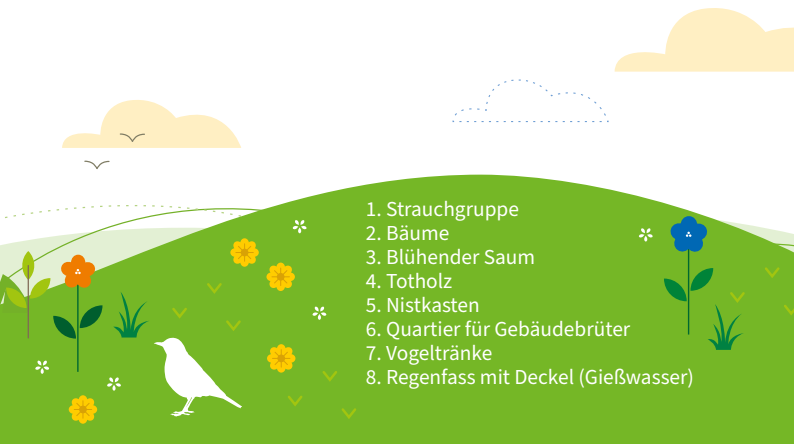 1. Strauchgruppe
2. Bäume
3. Blühender Saum
4. Totholz
5. Nistkasten
6. Quartier für Gebäudebrüter
7. Vogeltränke
8. Regenfass mit Deckel (Gießwasser)